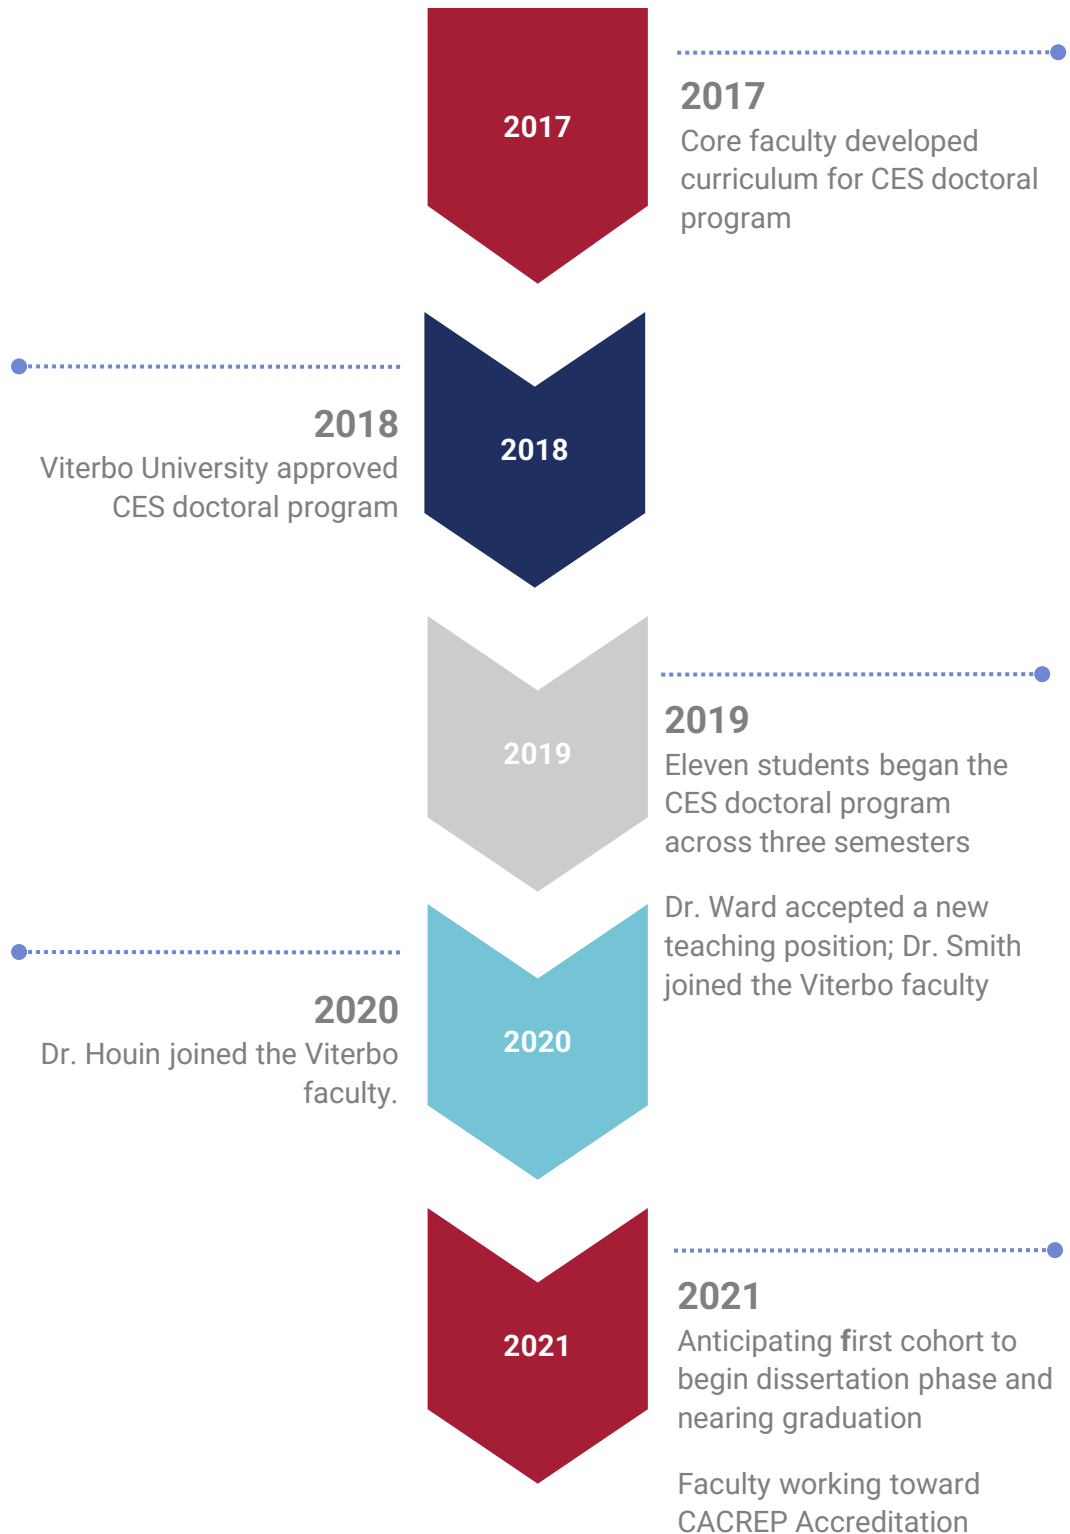 2017
2017
Core faculty developed
curriculum for CES doctoral
program
2018
Viterbo University approved
CES doctoral program
2018
2019
2019
Eleven students began the
CES doctoral program
across three semesters
Dr. Ward accepted a new
teaching position; Dr. Smith
joined the Viterbo faculty
2020
Dr. Houin joined the Viterbo
faculty.
2020
2021
2021
Anticipating first cohort to
begin dissertation phase and
nearing graduation
Faculty working toward
CACREP Accreditation